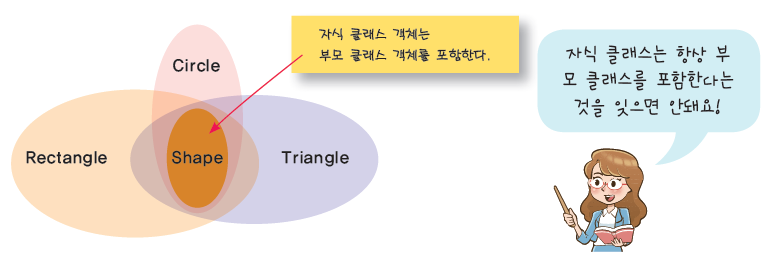 자식 클래스 객체는
부모 클래스 객체를 포함한다.
Circle
Rectangle
Shape
Triangle
자식 클래스는 항상 부
모 클래스를 포함한다는
것을 잊으면 안돼요!